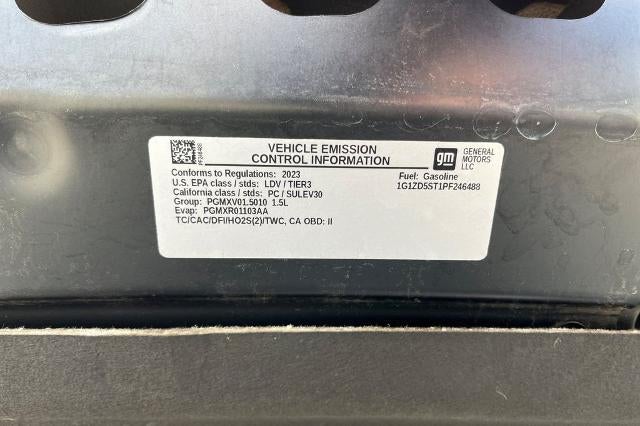 VEHICLE EMISSION
CONTROL INFORMATION
gm GENERAL
MOTORS
LLC
PF246488
Conforms to Regulations: 2023
Fuel: Gasoline
U.S. EPA class / stds: LDV / TIER3
1G1ZD5ST1PF246488
California class / stds: PC / SULEV30
Group: PGMXV01.5010 1.5L
Evap: PGMXR01103AA
TC/CAC/DFI/HO2S(2)/TWC, CA OBD: II